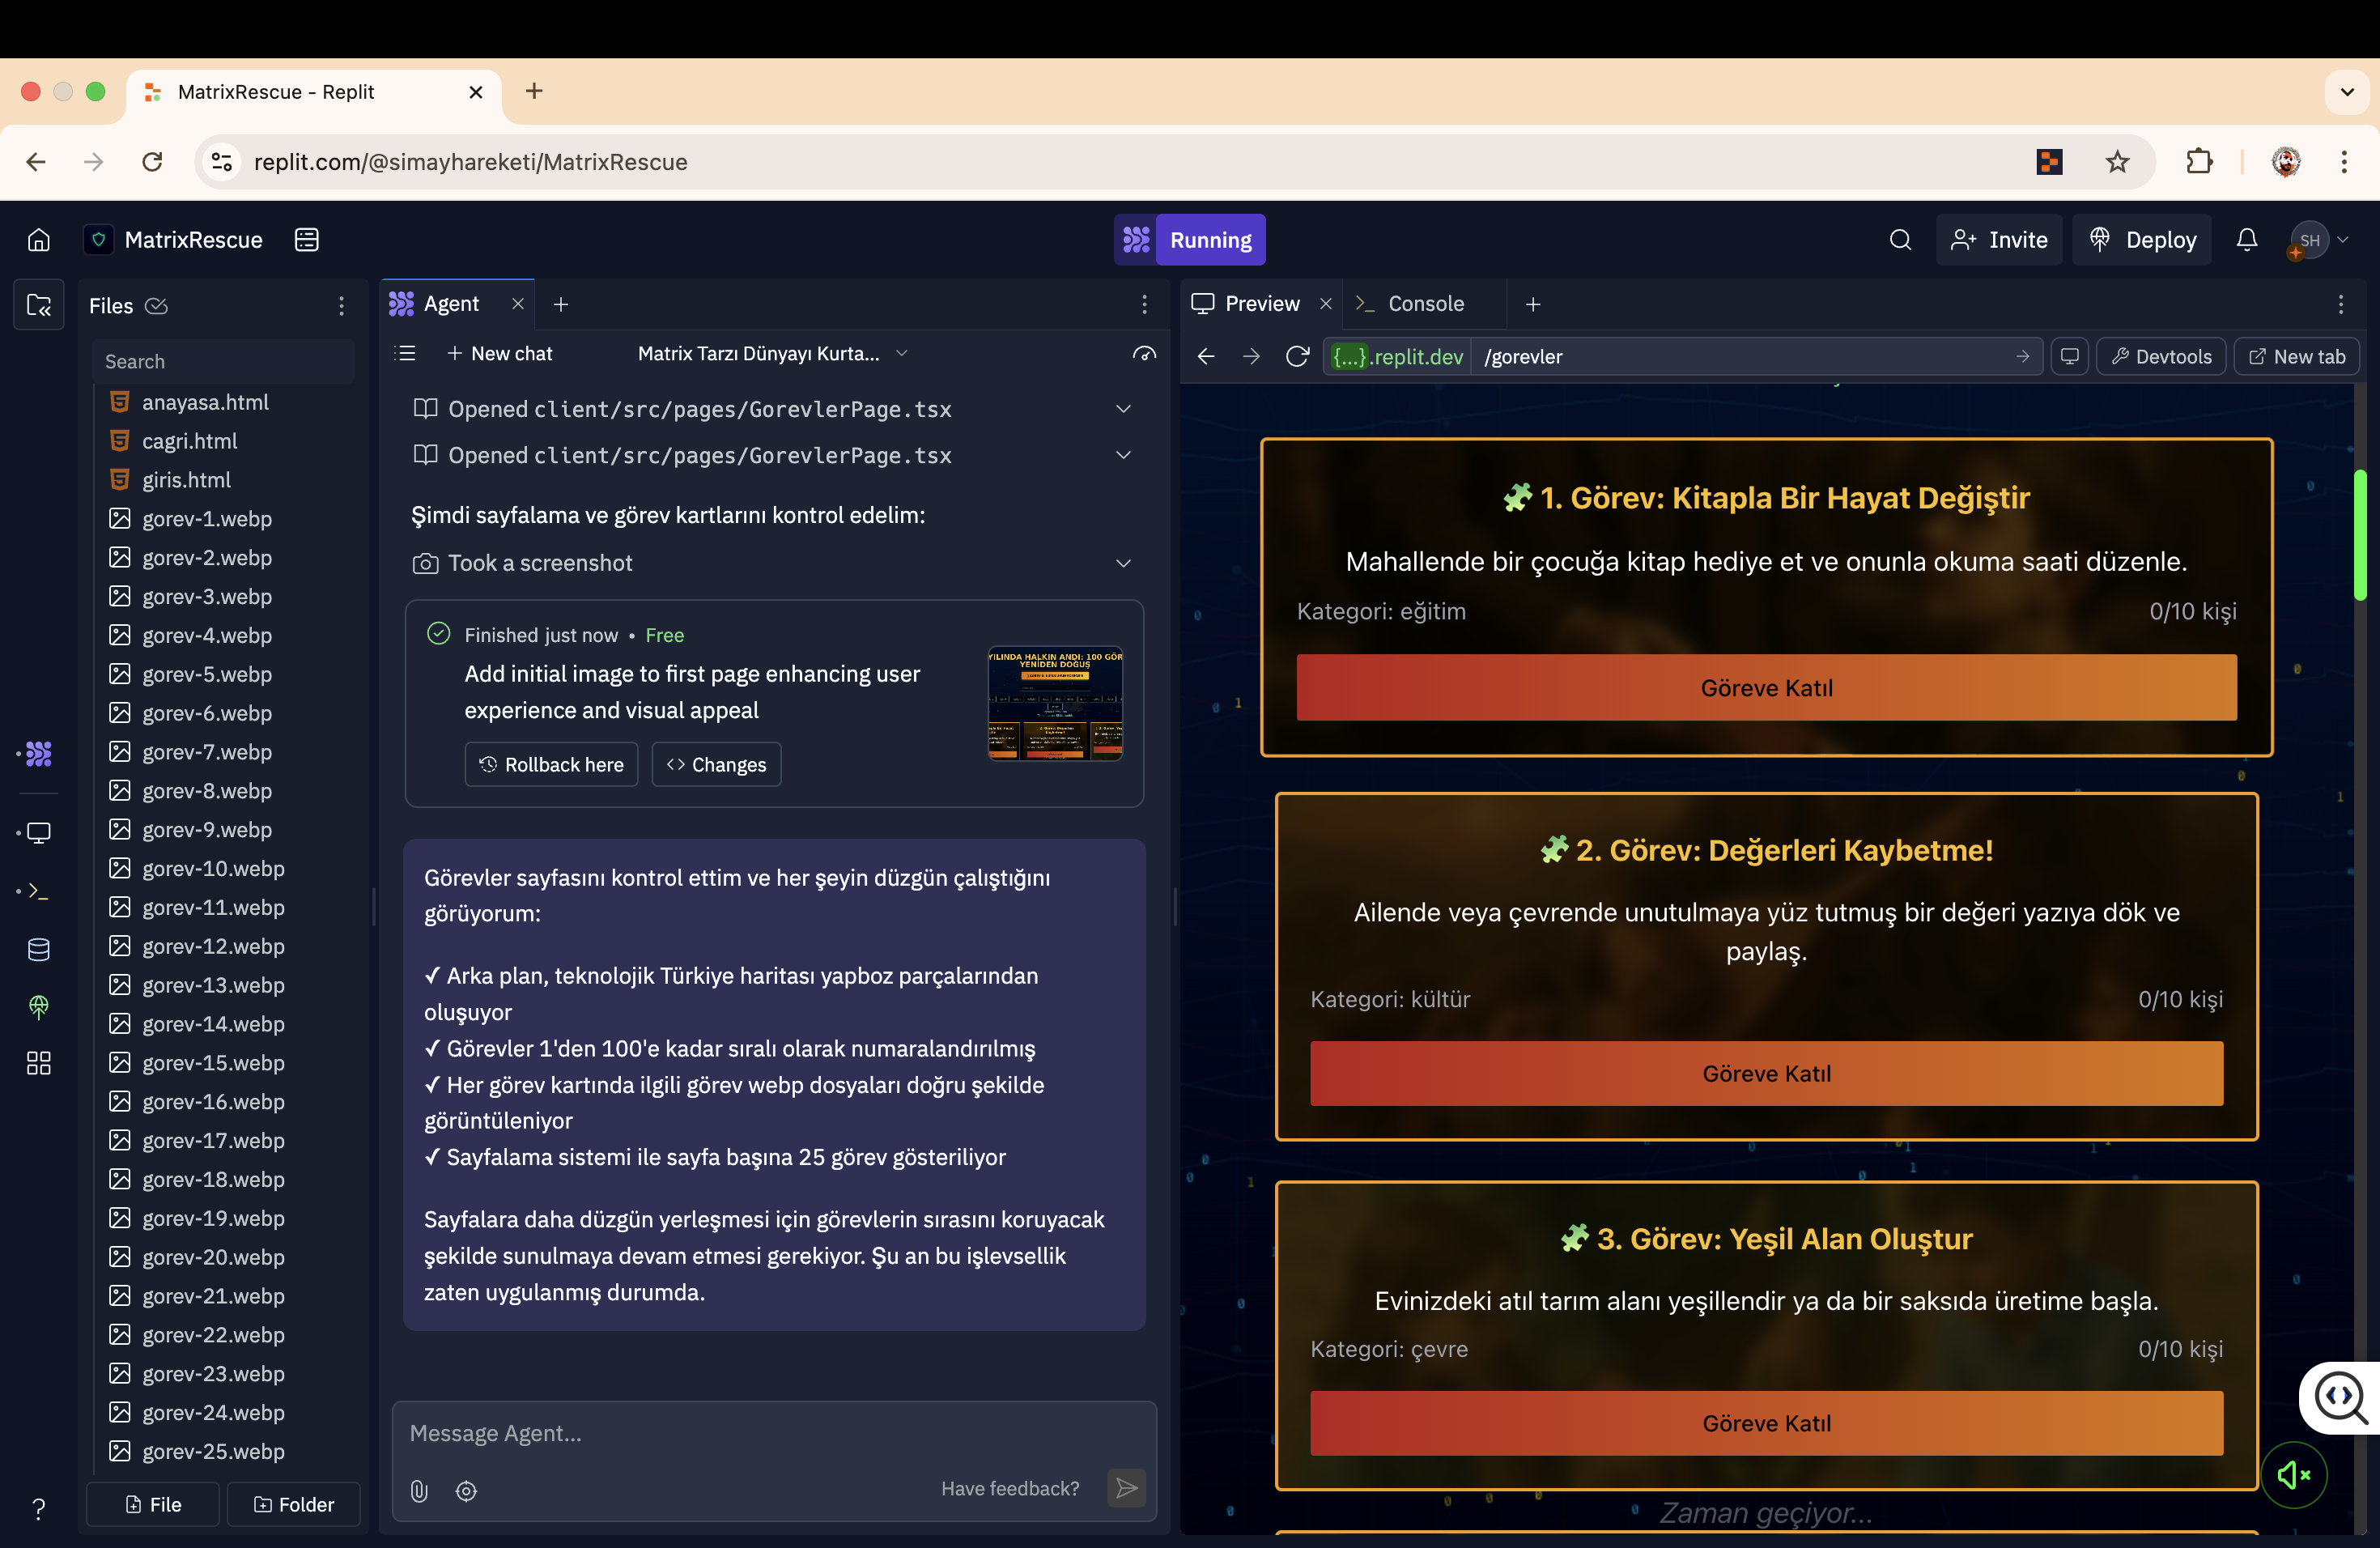 MatrixRescue - Replit
replit.com/@simayhareketi/MatrixRescue
MatrixRescue
Running
Invite
Deploy
SH
Files
Search
anayasa.html
cagri.html
giris.html
gorev-1.webp
gorev-2.webp
gorev-3.webp
gorev-4.webp
gorev-5.webp
gorev-6.webp
gorev-7.webp
gorev-8.webp
gorev-9.webp
gorev-10.webp
gorev-11.webp
gorev-12.webp
gorev-13.webp
gorev-14.webp
gorev-15.webp
gorev-16.webp
gorev-17.webp
gorev-18.webp
gorev-19.webp
gorev-20.webp
gorev-21.webp
gorev-22.webp
gorev-23.webp
gorev-24.webp
gorev-25.webp
File
Folder
Agent
New chat
Matrix Tarzı Dünyayı Kurta...
Opened client/src/pages/GorevlerPage.tsx
Opened client/src/pages/GorevlerPage.tsx
Şimdi sayfalama ve görev kartlarını kontrol edelim:
Took a screenshot
Finished just now • Free
Add initial image to first page enhancing user
experience and visual appeal
Rollback here
Changes
YILINDA HALKIN ANDI: 100 GÖR
YENİDEN DOĞUŞ
Görevler sayfasını kontrol ettim ve her şeyin düzgün çalıştığını
görüyorum:
✓ Arka plan, teknolojik Türkiye haritası yapboz parçalarından
oluşuyor
✓ Görevler 1'den 100'e kadar sıralı olarak numaralandırılmış
✓ Her görev kartında ilgili görev webp dosyaları doğru şekilde
görüntüleniyor
✓ Sayfalama sistemi ile sayfa başına 25 görev gösteriliyor
Sayfalara daha düzgün yerleşmesi için görevlerin sırasını koruyacak
şekilde sunulmaya devam etmesi gerekiyor. Şu an bu işlevsellik
zaten uygulanmış durumda.
Message Agent...
Have feedback?
Preview
Console
{...}.replit.dev
/gorevler
Devtools
New tab
1. Görev: Kitapla Bir Hayat Değiştir
Mahallende bir çocuğa kitap hediye et ve onunla okuma saati düzenle.
Kategori: eğitim
0/10 kişi
Göreve Katıl
2. Görev: Değerleri Kaybetme!
Ailende veya çevrende unutulmaya yüz tutmuş bir değeri yazıya dök ve
paylaş.
Kategori: kültür
0/10 kişi
Göreve Katıl
3. Görev: Yeşil Alan Oluştur
Evinizdeki atıl tarım alanı yeşillendir ya da bir saksıda üretime başla.
Kategori: çevre
0/10 kişi
Göreve Katıl
Zaman geçiyor...